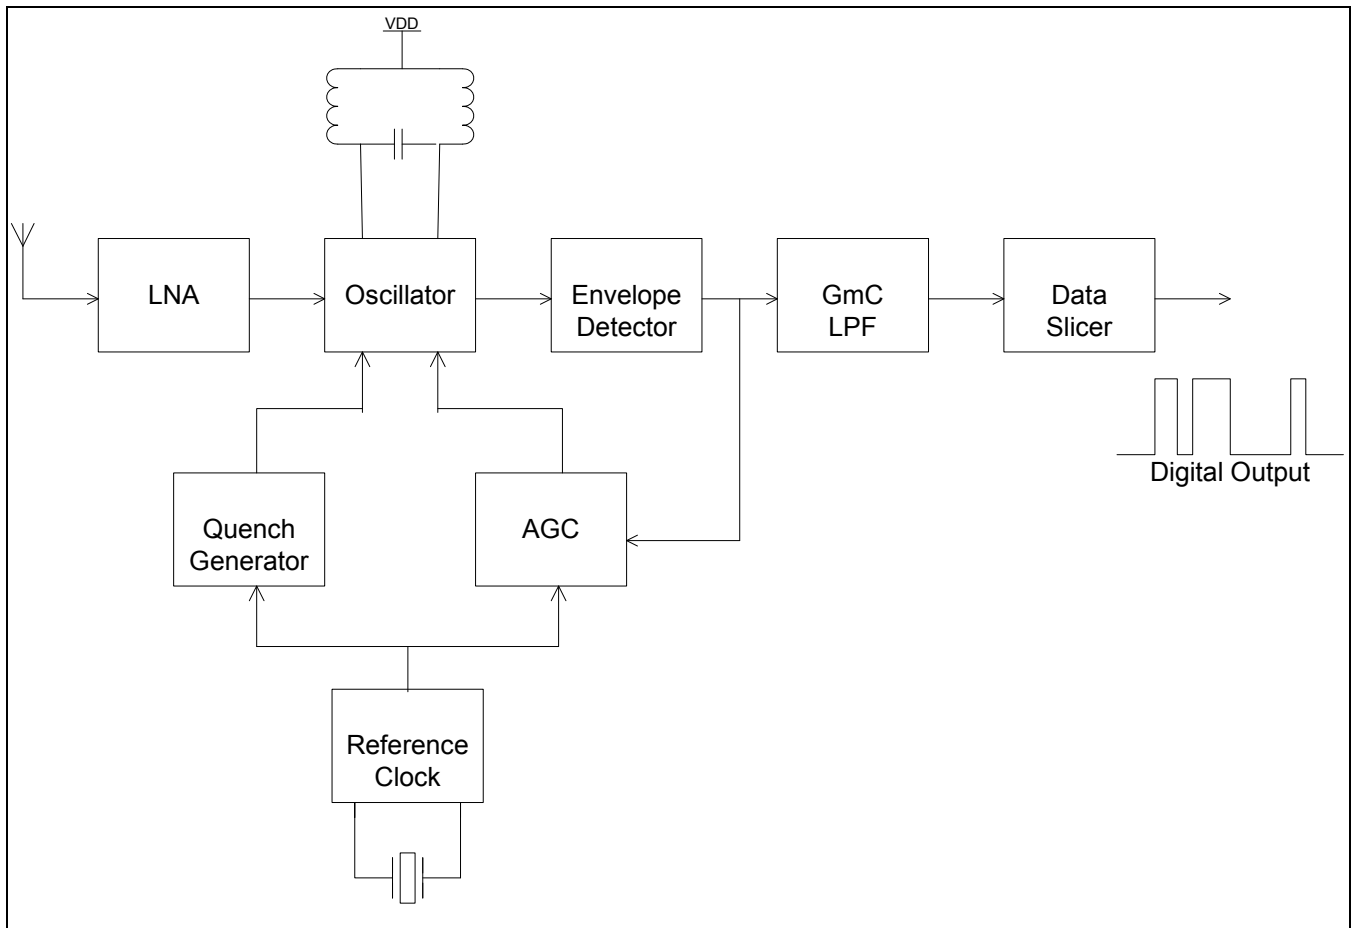 VDD
LNA
Oscillator
Envelope
Detector
GmC
LPF
Data
Slicer
Quench
Generator
AGC
Digital Output
Reference
Clock